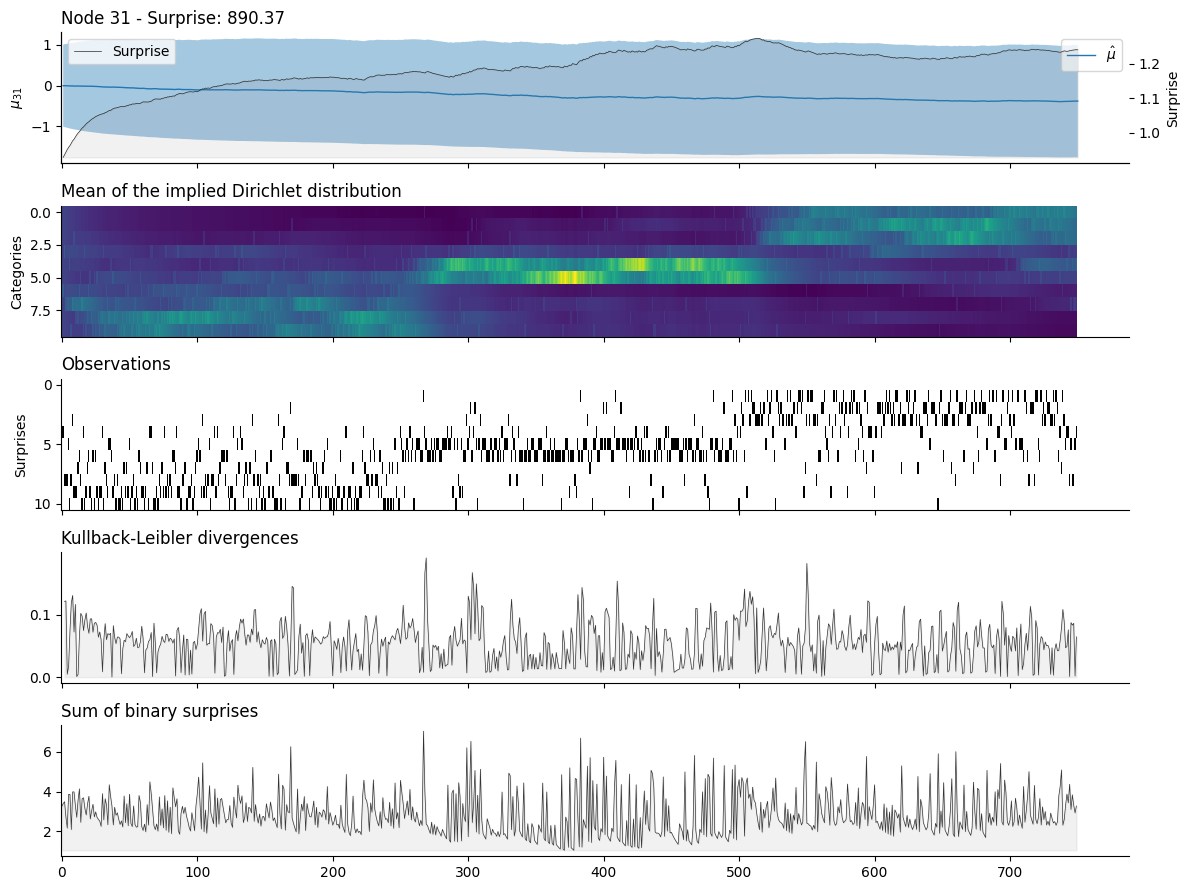 Node 31 - Surprise: 890.37
1
0
−1
μ31
Surprise
μ̂
1.2
1.1
1.0
Surprise
Mean of the implied Dirichlet distribution
0.0
2.5
5.0
7.5
Categories
Observations
0
5
10
Surprises
Kullback-Leibler divergences
0.1
0.0
Sum of binary surprises
6
4
2
0 100 200 300 400 500 600 700